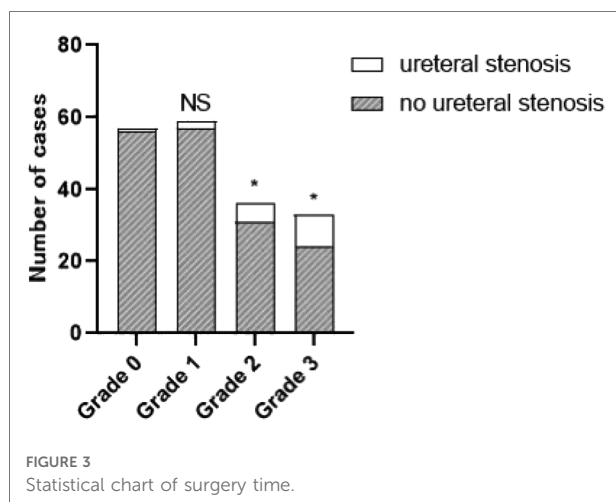 80
60
40
20
0
Number of cases
NS
*
*
ureteral stenosis
no ureteral stenosis
Grade 0
Grade 1
Grade 2
Grade 3
FIGURE 3
Statistical chart of surgery time.